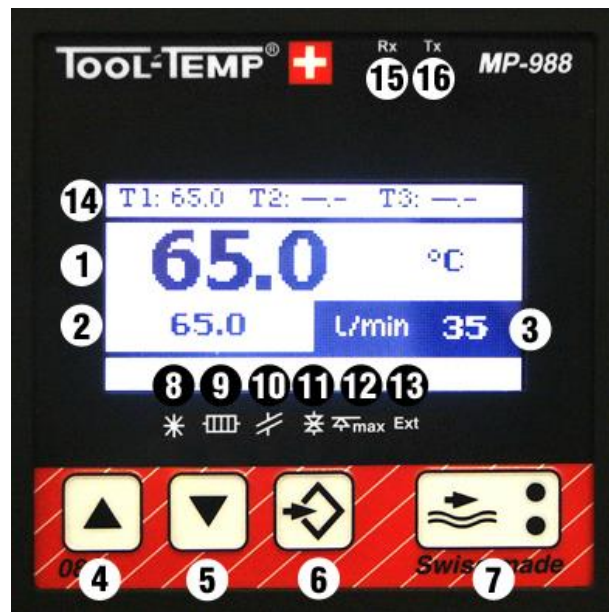 TOOL-TEMP® Rx Tx MP-988
15 16
14 T1: 65.0 T2: --.- T3: --.-
1 65.0 °C
2 65.0 l/min 35 3
8 9 10 11 12 13
max Ext
08
Swiss made
4 5 6 7